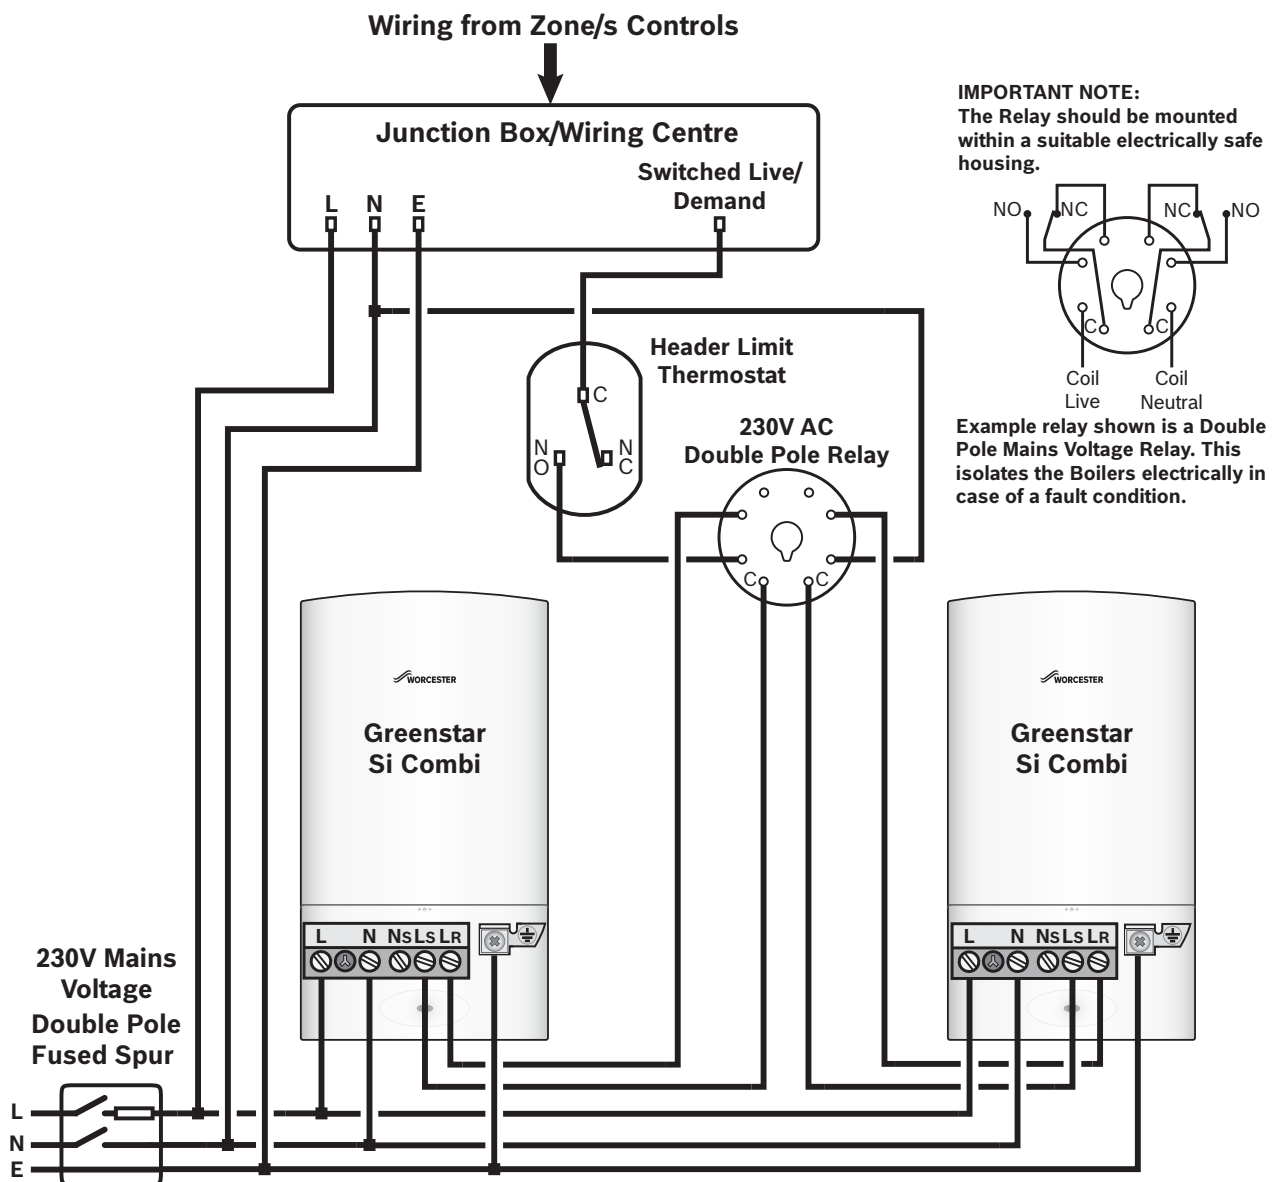 Wiring from Zone/s Controls
Junction Box/Wiring Centre
Switched Live/
Demand
L N E
IMPORTANT NOTE:
The Relay should be mounted
within a suitable electrically safe
housing.
NO NC NC NO
C C
Coil
Live
Coil
Neutral
Example relay shown is a Double
Pole Mains Voltage Relay. This
isolates the Boilers electrically in
case of a fault condition.
Header Limit
Thermostat
C
N
O
N
C
230V AC
Double Pole Relay
C C
WORCESTER
Greenstar
Si Combi
L N NS LS LR
WORCESTER
Greenstar
Si Combi
L N NS LS LR
230V Mains
Voltage
Double Pole
Fused Spur
L
N
E